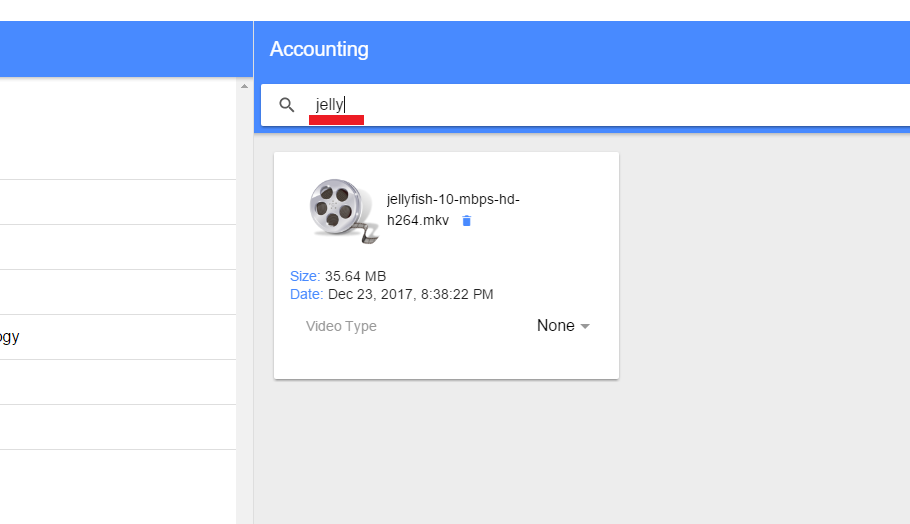 Accounting
jelly
jellyfish-10-mbps-hd-
h264.mkv
Size: 35.64 MB
Date: Dec 23, 2017, 8:38:22 PM
Video Type None
ogy